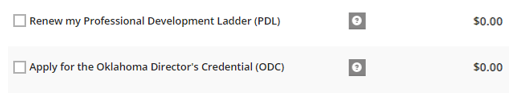 Renew my Professional Development Ladder (PDL) ? $0.00
Apply for the Oklahoma Director's Credential (ODC) ? $0.00